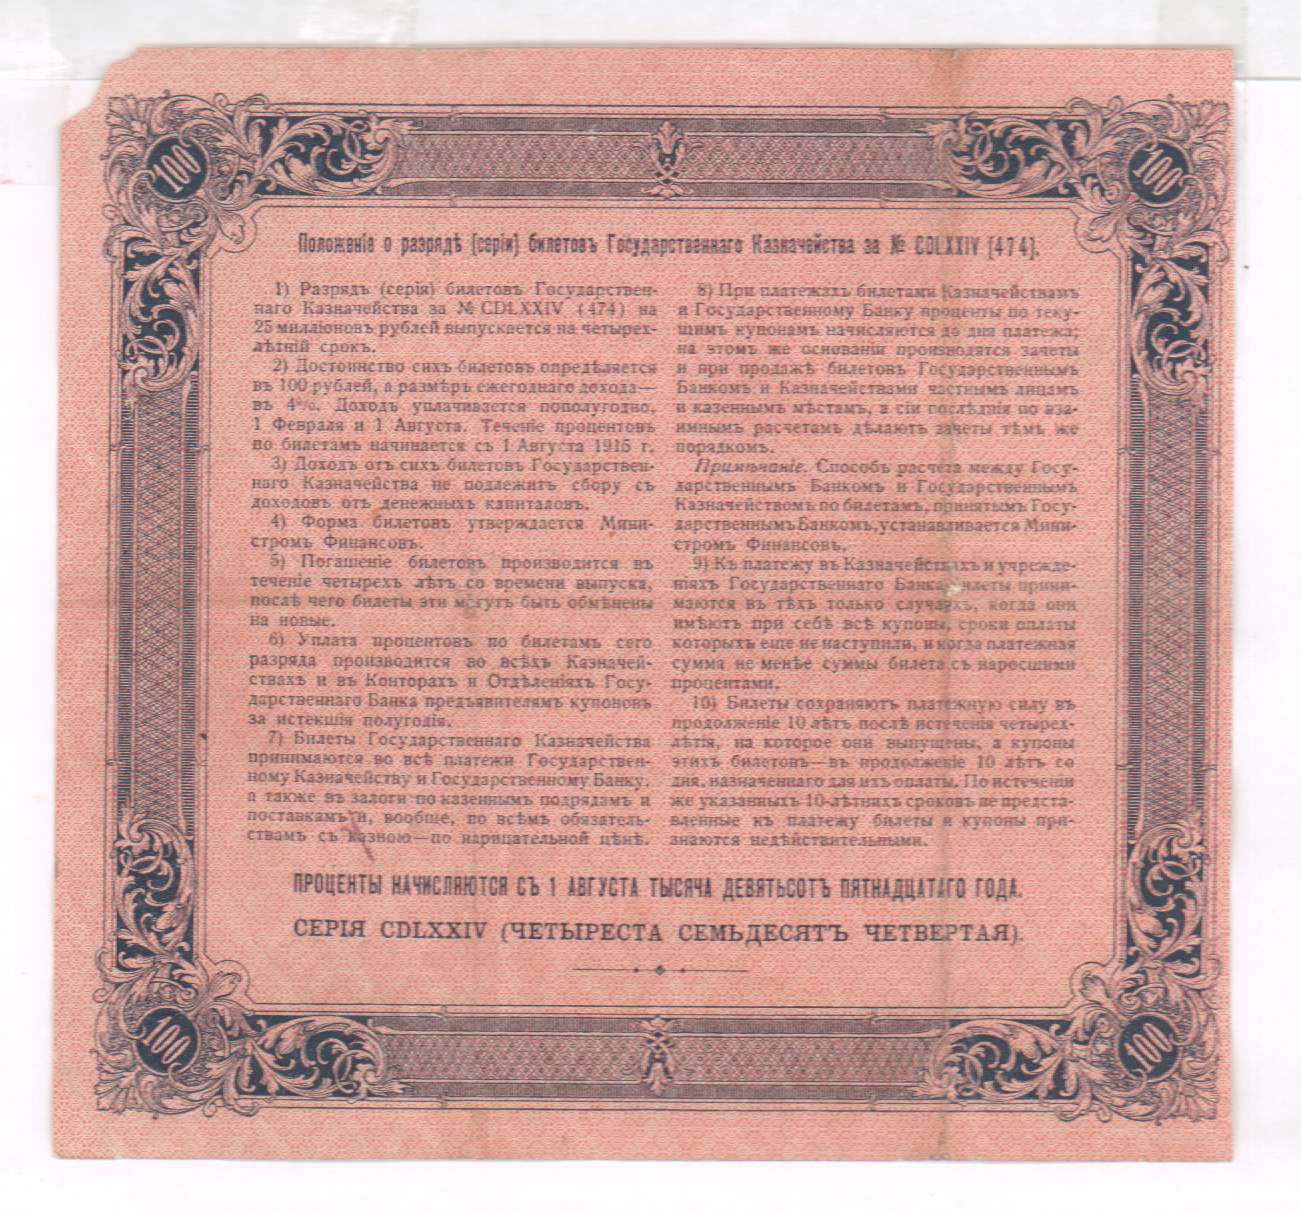 100
100
Положеніе о разрядѣ (серіи) билетовъ Государственнаго Казначейства за № CDLXXIV (474).
1) Разрядъ (серія) билетовъ Государствен-
наго Казначейства за № CDLXXIV (474) на
25 милліоновъ рублей выпускается на четырех-
лѣтній срокъ.
2) Достоинство сихъ билетовъ опредѣляется
въ 100 рублей, а размѣръ ежегоднаго дохода—
въ 4%. Доходъ уплачивается пополугодно,
1 Февраля и 1 Августа. Теченіе процентовъ
по билетамъ начинается съ 1 Августа 1915 г.
3) Доходъ отъ сихъ билетовъ Государствен-
наго Казначейства не подлежитъ сбору съ
доходовъ отъ денежныхъ капиталовъ.
4) Форма билетовъ утверждается Мини-
стромъ Финансовъ.
5) Погашеніе билетовъ производится въ
теченіе четырехъ лѣтъ со времени выпуска,
послѣ чего билеты эти могутъ быть обмѣнены
на новые.
6) Уплата процентовъ по билетамъ сего
разряда производится во всѣхъ Казначей-
ствахъ и въ Конторахъ и Отдѣленіяхъ Госу-
дарственнаго Банка предъявителямъ купоновъ
за истекшія полугодія.
7) Билеты Государственнаго Казначейства
принимаются во всѣ платежи Государствен-
ному Казначейству и Государственному Банку,
а также въ залоги по казеннымъ подрядамъ и
поставкамъ и, вообще, по всѣмъ обязатель-
ствамъ съ казною—по нарицательной цѣнѣ.
8) При платежахъ билетами Казначействамъ
и Государственному Банку проценты по теку-
щимъ купонамъ начисляются до дня платежа;
на этомъ же основаніи производятся зачеты
и при продажѣ билетовъ Государственнымъ
Банкомъ и Казначействами частнымъ лицамъ
и казеннымъ мѣстамъ, а сіи послѣднія по вза-
имнымъ расчетамъ дѣлаютъ зачеты тѣмъ же
порядкомъ.
Примѣчаніе. Способъ расчета между Госу-
дарственнымъ Банкомъ и Государственнымъ
Казначействомъ по билетамъ, принятымъ Госу-
дарственнымъ Банкомъ, устанавливается Мини-
стромъ Финансовъ.
9) Къ платежу въ Казначействахъ и учрежде-
ніяхъ Государственнаго Банка билеты прини-
маются въ тѣхъ только случаяхъ, когда они
имѣютъ при себѣ всѣ купоны, сроки оплаты
которыхъ еще не наступили, и когда платежная
сумма не менѣе суммы билета съ наросшими
процентами.
10) Билеты сохраняютъ платежную силу въ
продолженіе 10 лѣтъ послѣ истеченія четырех-
лѣтія, на которое они выпущены, а купоны
этихъ билетовъ—въ продолженіе 10 лѣтъ со
дня, назначеннаго для ихъ оплаты. По истеченіи
же указанныхъ 10-лѣтнихъ сроковъ не предста-
вленные къ платежу билеты и купоны при-
знаются недѣйствительными.
ПРОЦЕНТЫ НАЧИСЛЯЮТСЯ СЪ 1 АВГУСТА ТЫСЯЧА ДЕВЯТЬСОТЪ ПЯТНАДЦАТАГО ГОДА.
СЕРІЯ CDLXXIV (ЧЕТЫРЕСТА СЕМЬДЕСЯТЪ ЧЕТВЕРТАЯ).
100
100